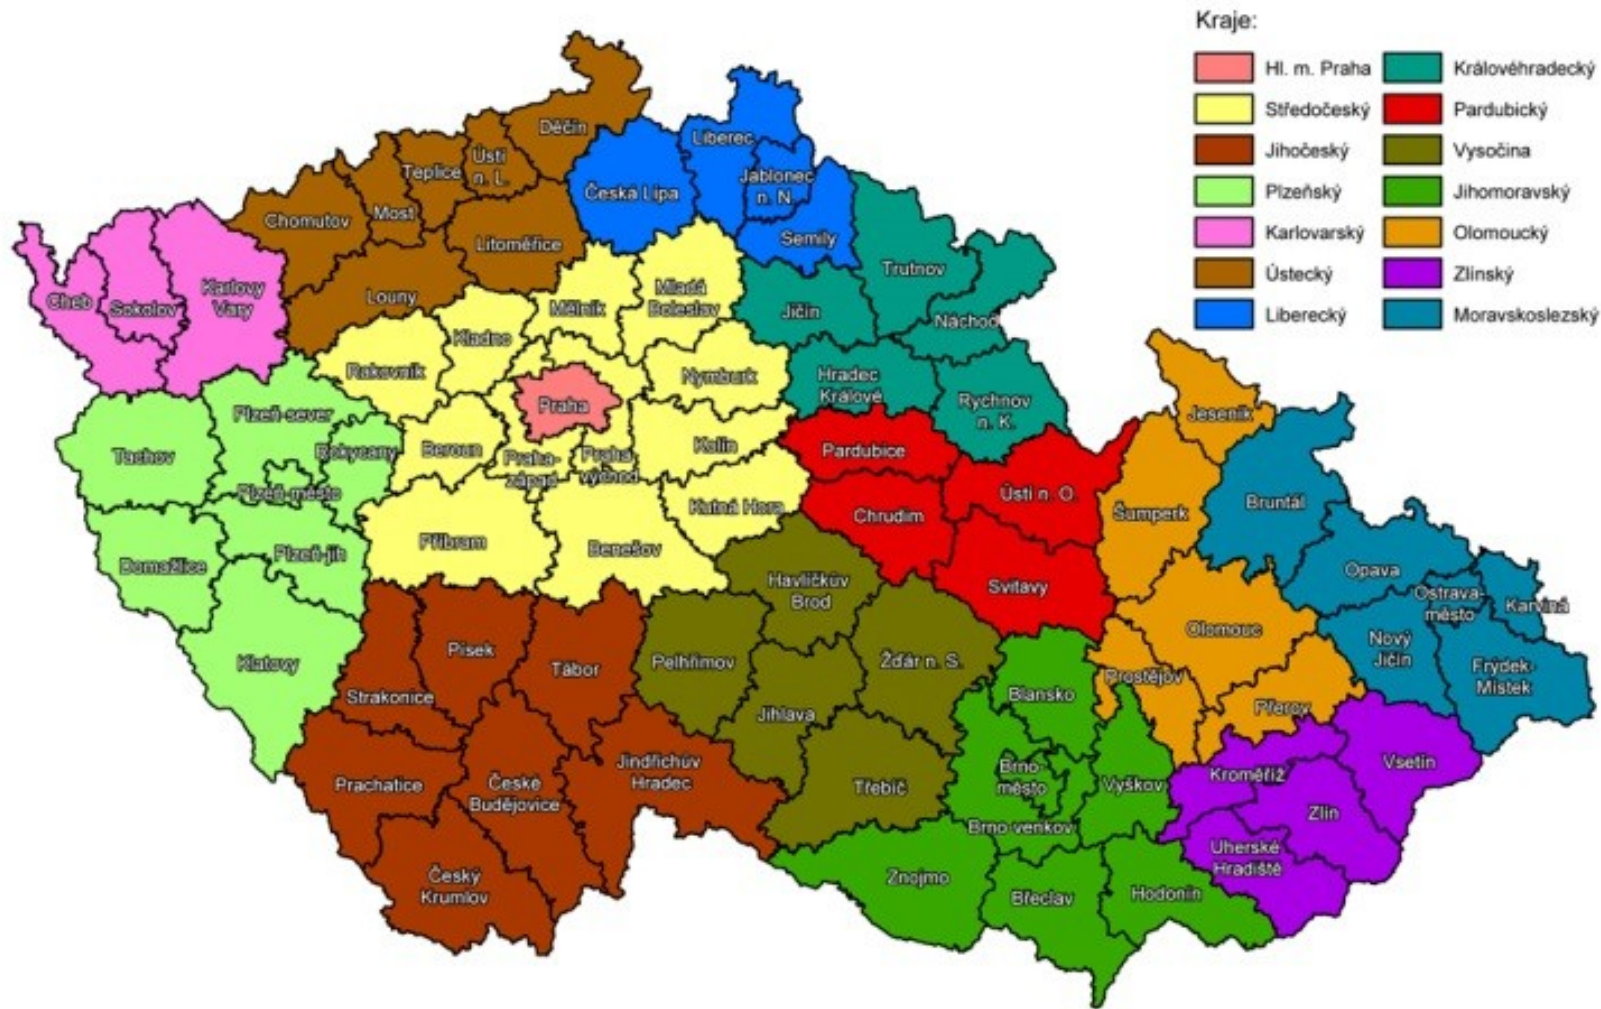 Kraje:
Hl. m. Praha
Královéhradecký
Středočeský
Pardubický
Jihočeský
Vysočina
Plzeňský
Jihomoravský
Karlovarský
Olomoucký
Ústecký
Zlínský
Liberecký
Moravskoslezský
Děčín
Ústí
n. L.
Teplice
Most
Chomutov
Litoměřice
Louny
Liberec
Jablonec
n. N.
Česká Lípa
Semily
Cheb
Sokolov
Karlovy
Vary
Trutnov
Náchod
Jičín
Hradec
Králové
Rychnov
n. K.
Mladá
Boleslav
Mělník
Kladno
Rakovník
Nymburk
Praha
Beroun
Praha-
západ
Praha-
východ
Kolín
Kutná Hora
Příbram
Benešov
Plzeň-sever
Rokycany
Tachov
Plzeň-město
Domažlice
Plzeň-jih
Klatovy
Pardubice
Chrudim
Ústí n. O.
Svitavy
Jeseník
Šumperk
Olomouc
Prostějov
Přerov
Bruntál
Opava
Ostrava-
město
Karviná
Nový
Jičín
Frýdek-
Místek
Havlíčkův
Brod
Pelhřimov
Žďár n. S.
Jihlava
Třebíč
Písek
Tábor
Strakonice
Prachatice
České
Budějovice
Jindřichův
Hradec
Český
Krumlov
Blansko
Brno-
město
Vyškov
Brno-venkov
Znojmo
Břeclav
Hodonín
Kroměříž
Vsetín
Zlín
Uherské
Hradiště